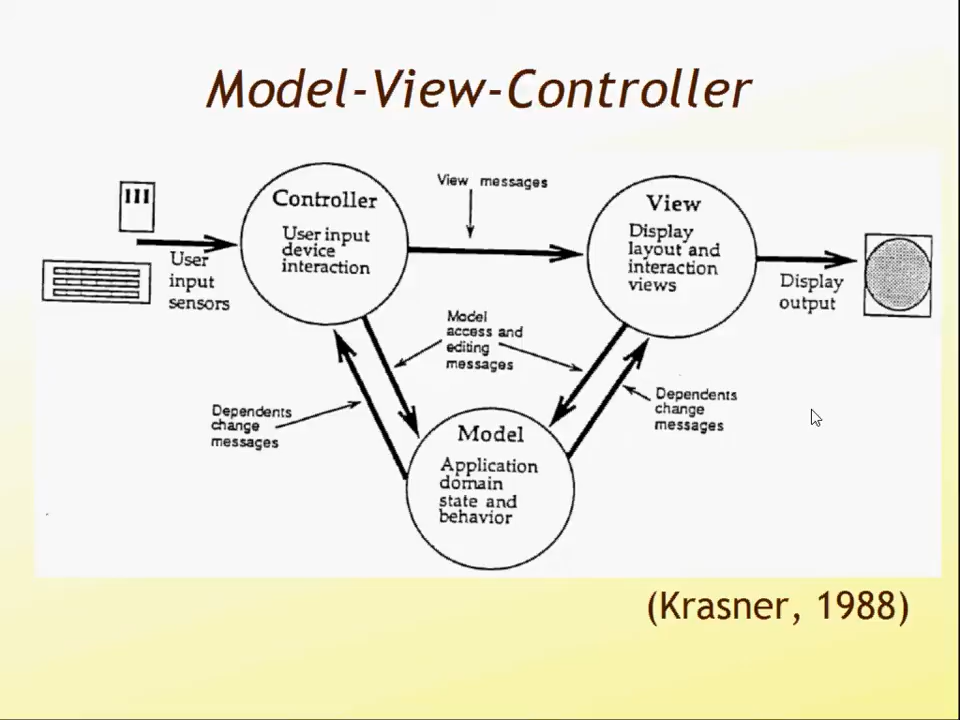 Model-View-Controller
User
input
sensors
Controller
User input
device
interaction
View messages
View
Display
layout and
interaction
views
Display
output
Model
access and
editing
messages
Dependents
change
messages
Dependents
change
messages
Model
Application
domain
state and
behavior
(Krasner, 1988)